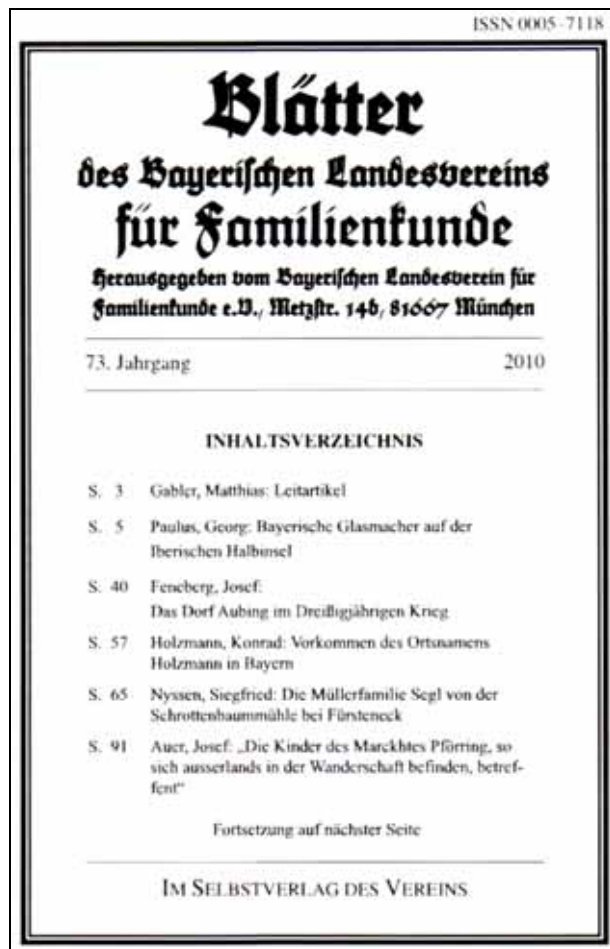 ISSN 0005-7118
Blätter
des Bayeriſchen Landesvereins
für Familienkunde
Herausgegeben vom Bayeriſchen Landesverein für
Familienkunde e.V., Metzſtr. 14b, 81667 München
73. Jahrgang 2010
INHALTSVERZEICHNIS
S. 3 Gabler, Matthias: Leitartikel
S. 5 Paulus, Georg: Bayerische Glasmacher auf der
Iberischen Halbinsel
S. 40 Feneberg, Josef:
Das Dorf Aubing im Dreißigjährigen Krieg
S. 57 Holzmann, Konrad: Vorkommen des Ortsnamens
Holzmann in Bayern
S. 65 Nyssen, Siegfried: Die Müllerfamilie Segl von der
Schrottenbaummühle bei Fürsteneck
S. 91 Auer, Josef: „Die Kinder des Marckhtes Pförring, so
sich ausserlands in der Wanderschaft befinden, betref-
fent“
Fortsetzung auf nächster Seite
IM SELBSTVERLAG DES VEREINS